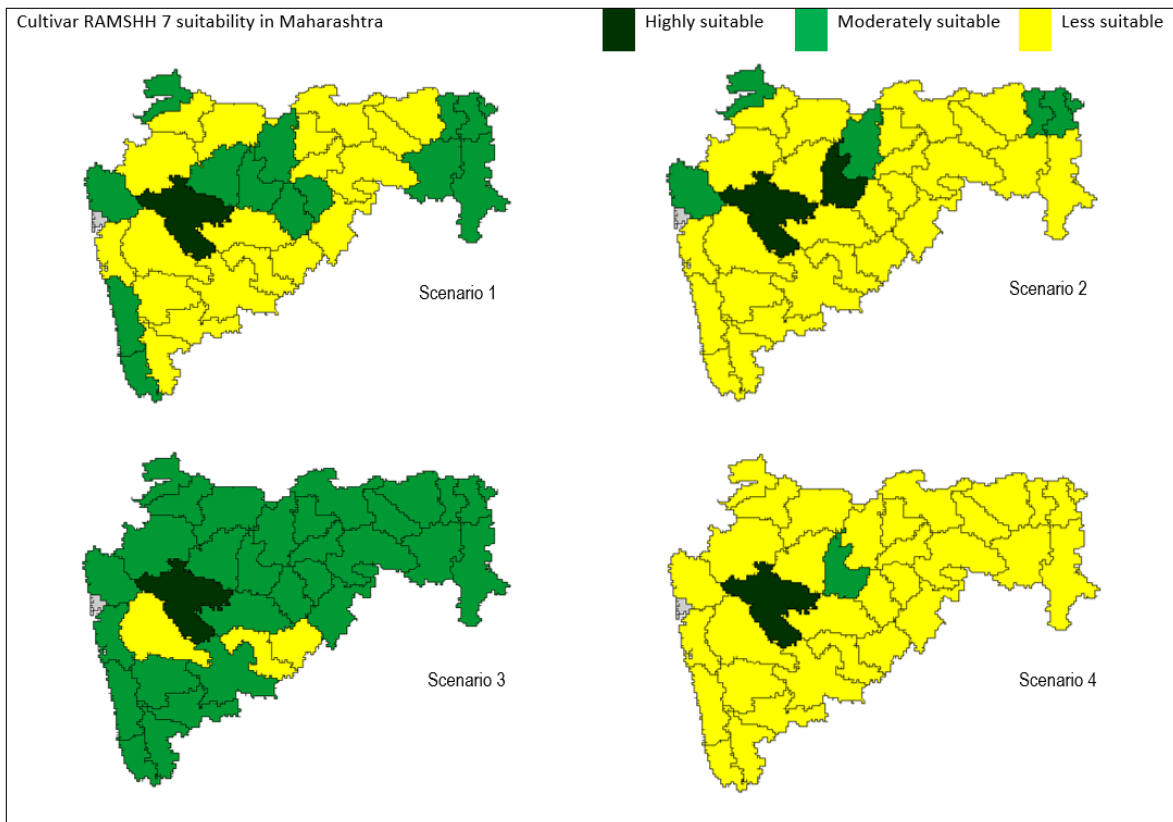 Cultivar RAMSHH 7 suitability in Maharashtra
Highly suitable
Moderately suitable
Less suitable
Scenario 1
Scenario 2
Scenario 3
Scenario 4